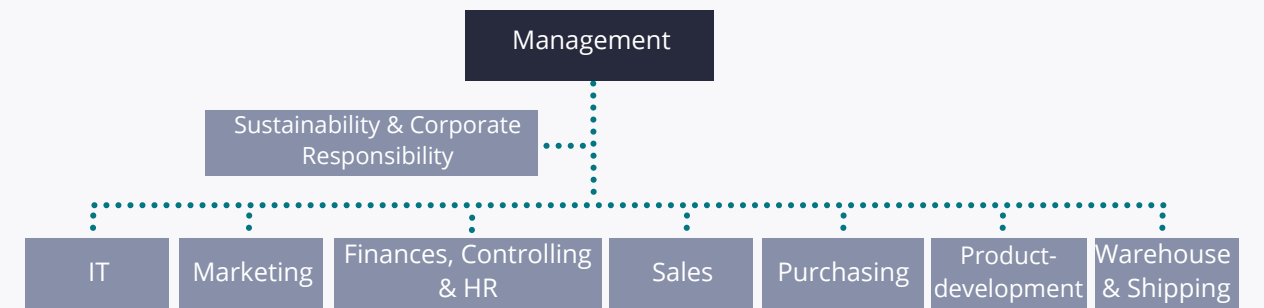 Management
Sustainability & Corporate
Responsibility
IT
Marketing
Finances, Controlling
& HR
Sales
Purchasing
Product-
development
Warehouse
& Shipping